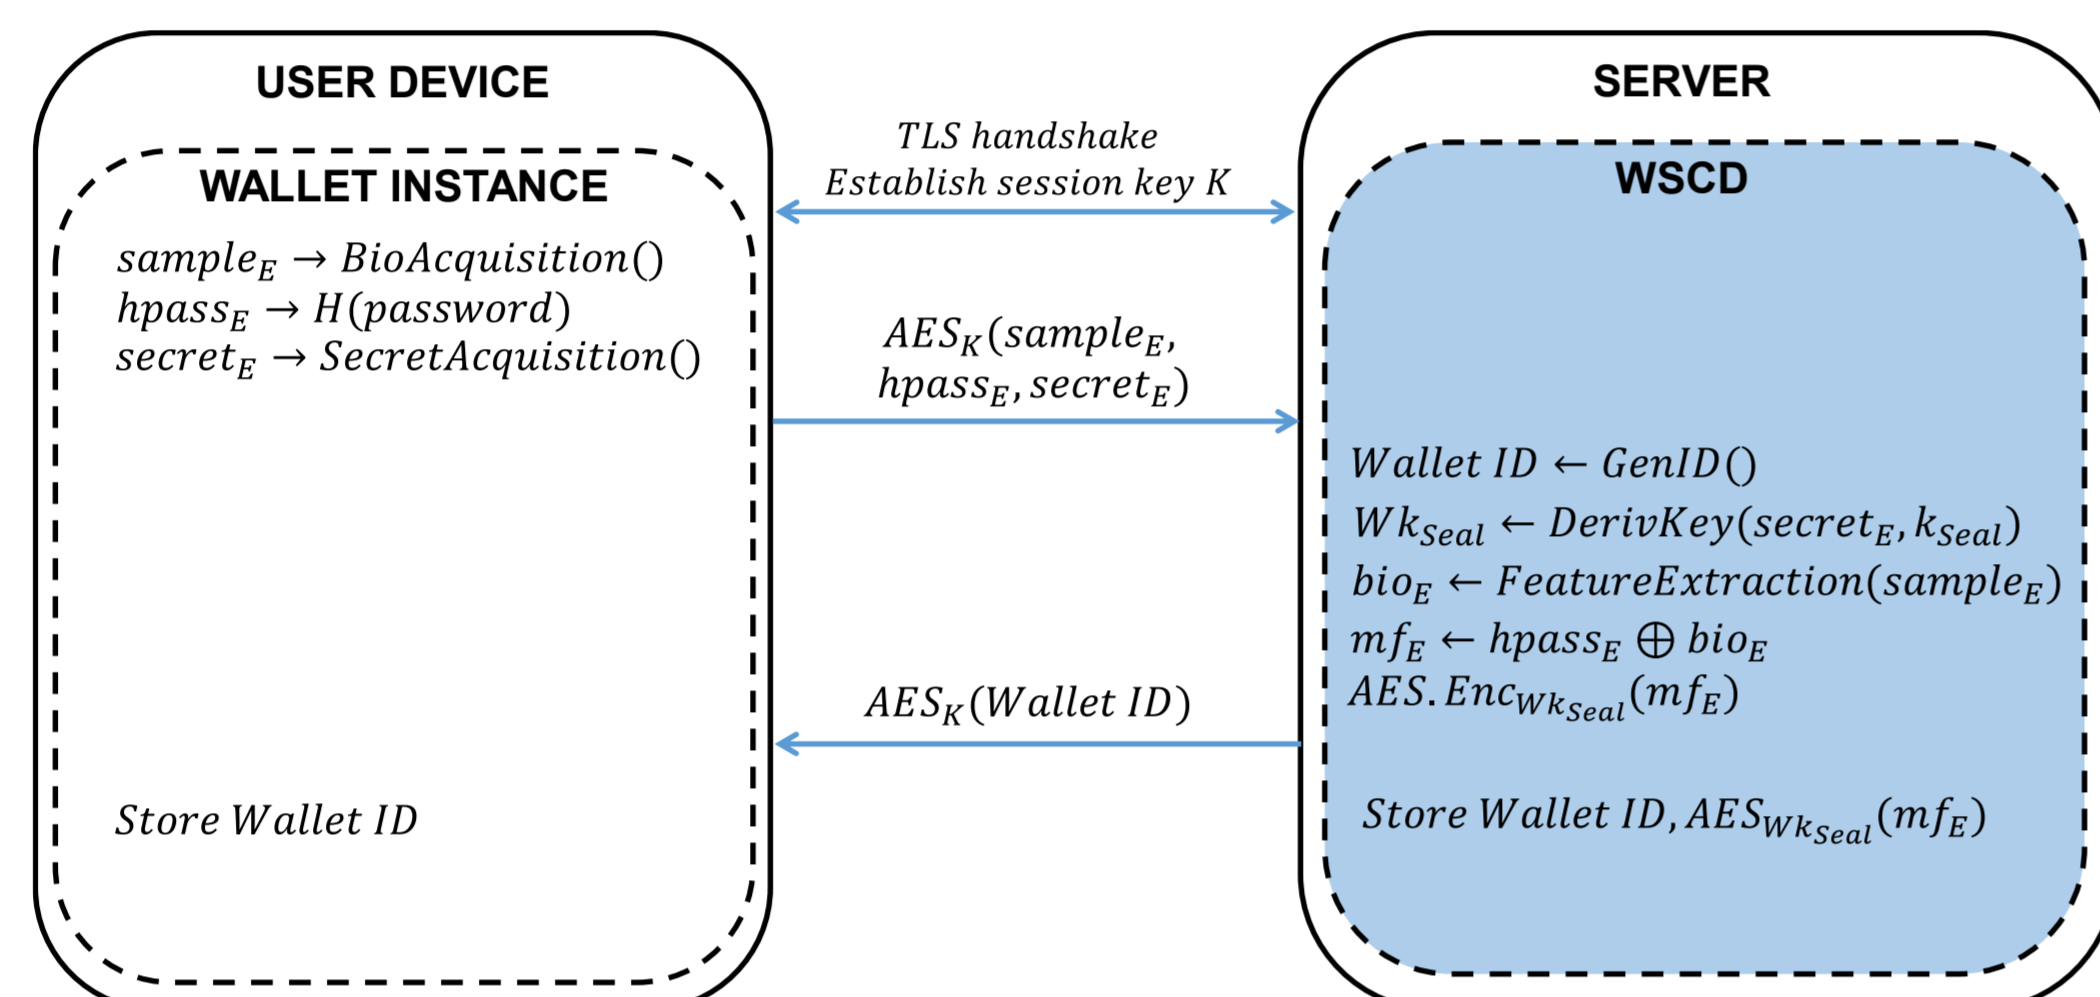 USER DEVICE
WALLET INSTANCE
sample_E → BioAcquisition()
hpass_E → H(password)
secret_E → SecretAcquisition()
Store Wallet ID
TLS handshake
Establish session key K
AES_K(sample_E,
hpass_E, secret_E)
AES_K(Wallet ID)
SERVER
WSCD
Wallet ID ← GenID()
Wk_Seal ← DerivKey(secret_E, k_Seal)
bio_E ← FeatureExtraction(sample_E)
mf_E ← hpass_E ⊕ bio_E
AES.Enc_Wk_Seal(mf_E)
Store Wallet ID, AES_Wk_Seal(mf_E)